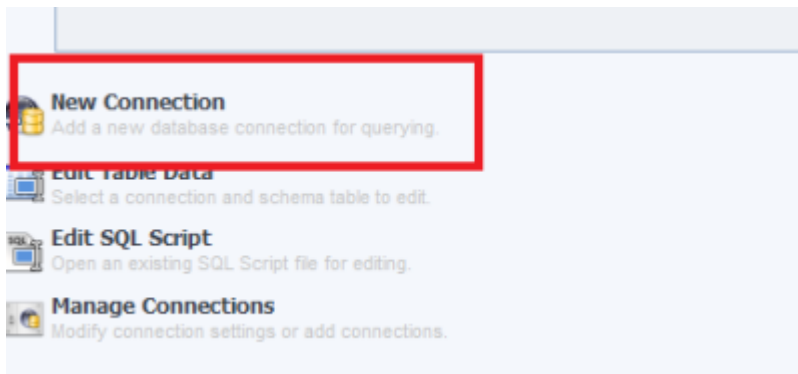 New Connection
Add a new database connection for querying.
Edit Table Data
Select a connection and schema table to edit.
SQL
Edit SQL Script
Open an existing SQL Script file for editing.
Manage Connections
Modify connection settings or add connections.